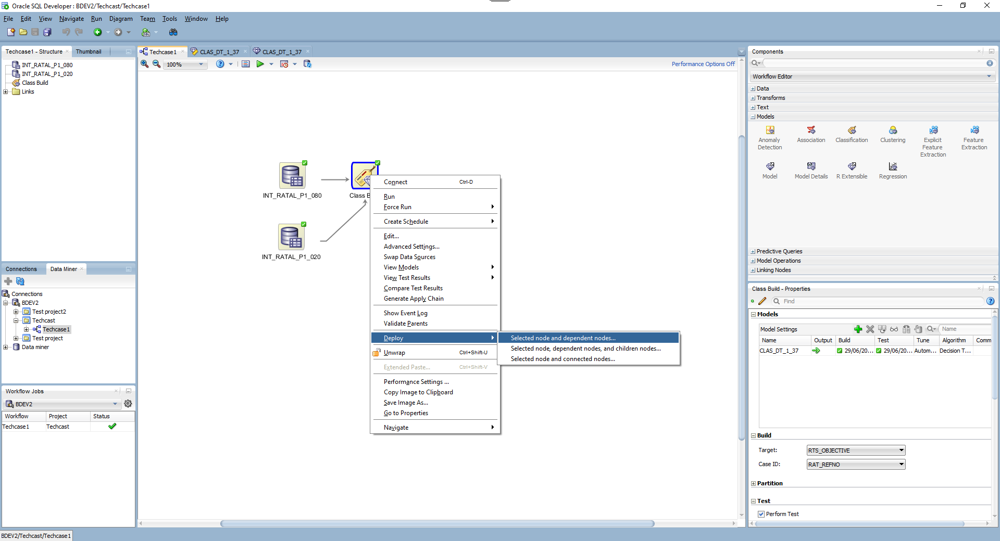 Oracle SQL Developer : BDEV2/Techcast/Techcase1
File Edit View Navigate Run Diagram Team Tools Window Help
Techcase1 - Structure
Thumbnail
INT_RATAL_P1_080
INT_RATAL_P1_020
Class Build
Links
Connections
Data Miner
Connections
BDEV2
Test project2
Techcast
Techcase1
Test project
Data miner
Workflow Jobs
BDEV2
Workflow Project Status
Techcase1 Techcast
BDEV2/Techcast/Techcase1
Techcase1
CLAS_DT_1_37
CLAS_DT_1_37
100%
Performance Options Off
INT_RATAL_P1_080
Class B
INT_RATAL_P1_020
Connect Ctrl-D
Run
Force Run
Create Schedule
Edit...
Advanced Settings...
Swap Data Sources
View Models
View Test Results
Compare Test Results
Generate Apply Chain
Show Event Log
Validate Parents
Deploy
Unwrap Ctrl+Shift-U
Extended Paste... Ctrl+Shift-V
Performance Settings ...
Copy Image to Clipboard
Save Image As...
Go to Properties
Navigate
Selected node and dependent nodes...
Selected node, dependent nodes, and children nodes...
Selected node and connected nodes...
Components
Workflow Editor
Data
Transforms
Text
Models
Anomaly Detection
Association
Classification
Clustering
Explicit Feature Extraction
Feature Extraction
Model
Model Details
R Extensible
Regression
Predictive Queries
Model Operations
Linking Nodes
Class Build - Properties
Find
Models
Model Settings
Name
Name Output Build Test Tune Algorithm Comm
CLAS_DT_1_37 29/06/20... 29/06/20... Autom... Decision T...
Build
Target: RTS_OBJECTIVE
Case ID: RAT_REFNO
Partition
Test
Perform Test